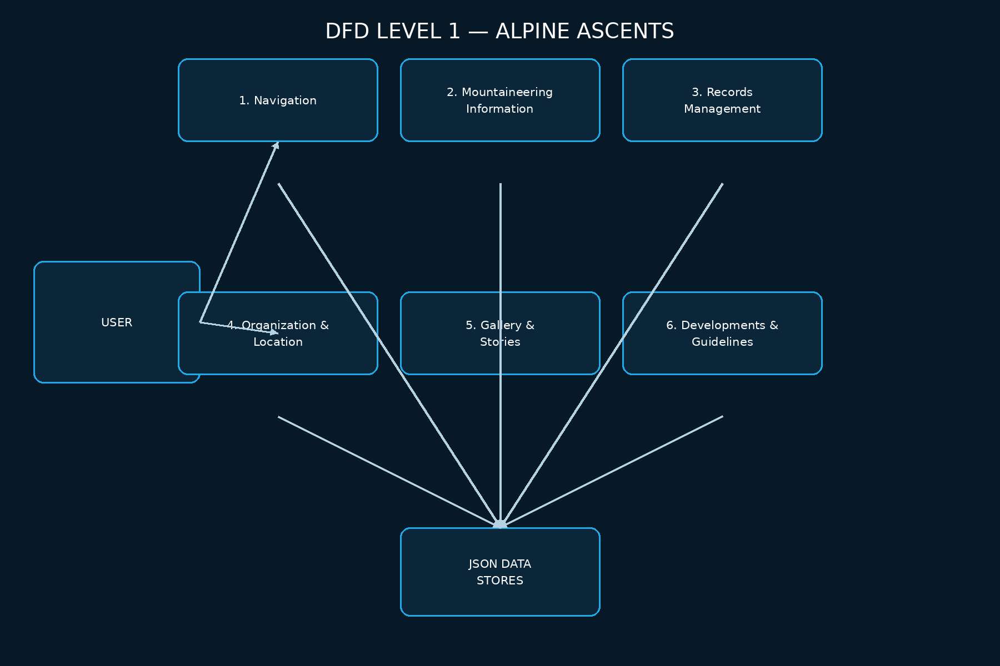 DFD LEVEL 1 — ALPINE ASCENTS
1. Navigation
2. Mountaineering
Information
3. Records
Management
USER
4. Organization &
Location
5. Gallery &
Stories
6. Developments &
Guidelines
JSON DATA
STORES